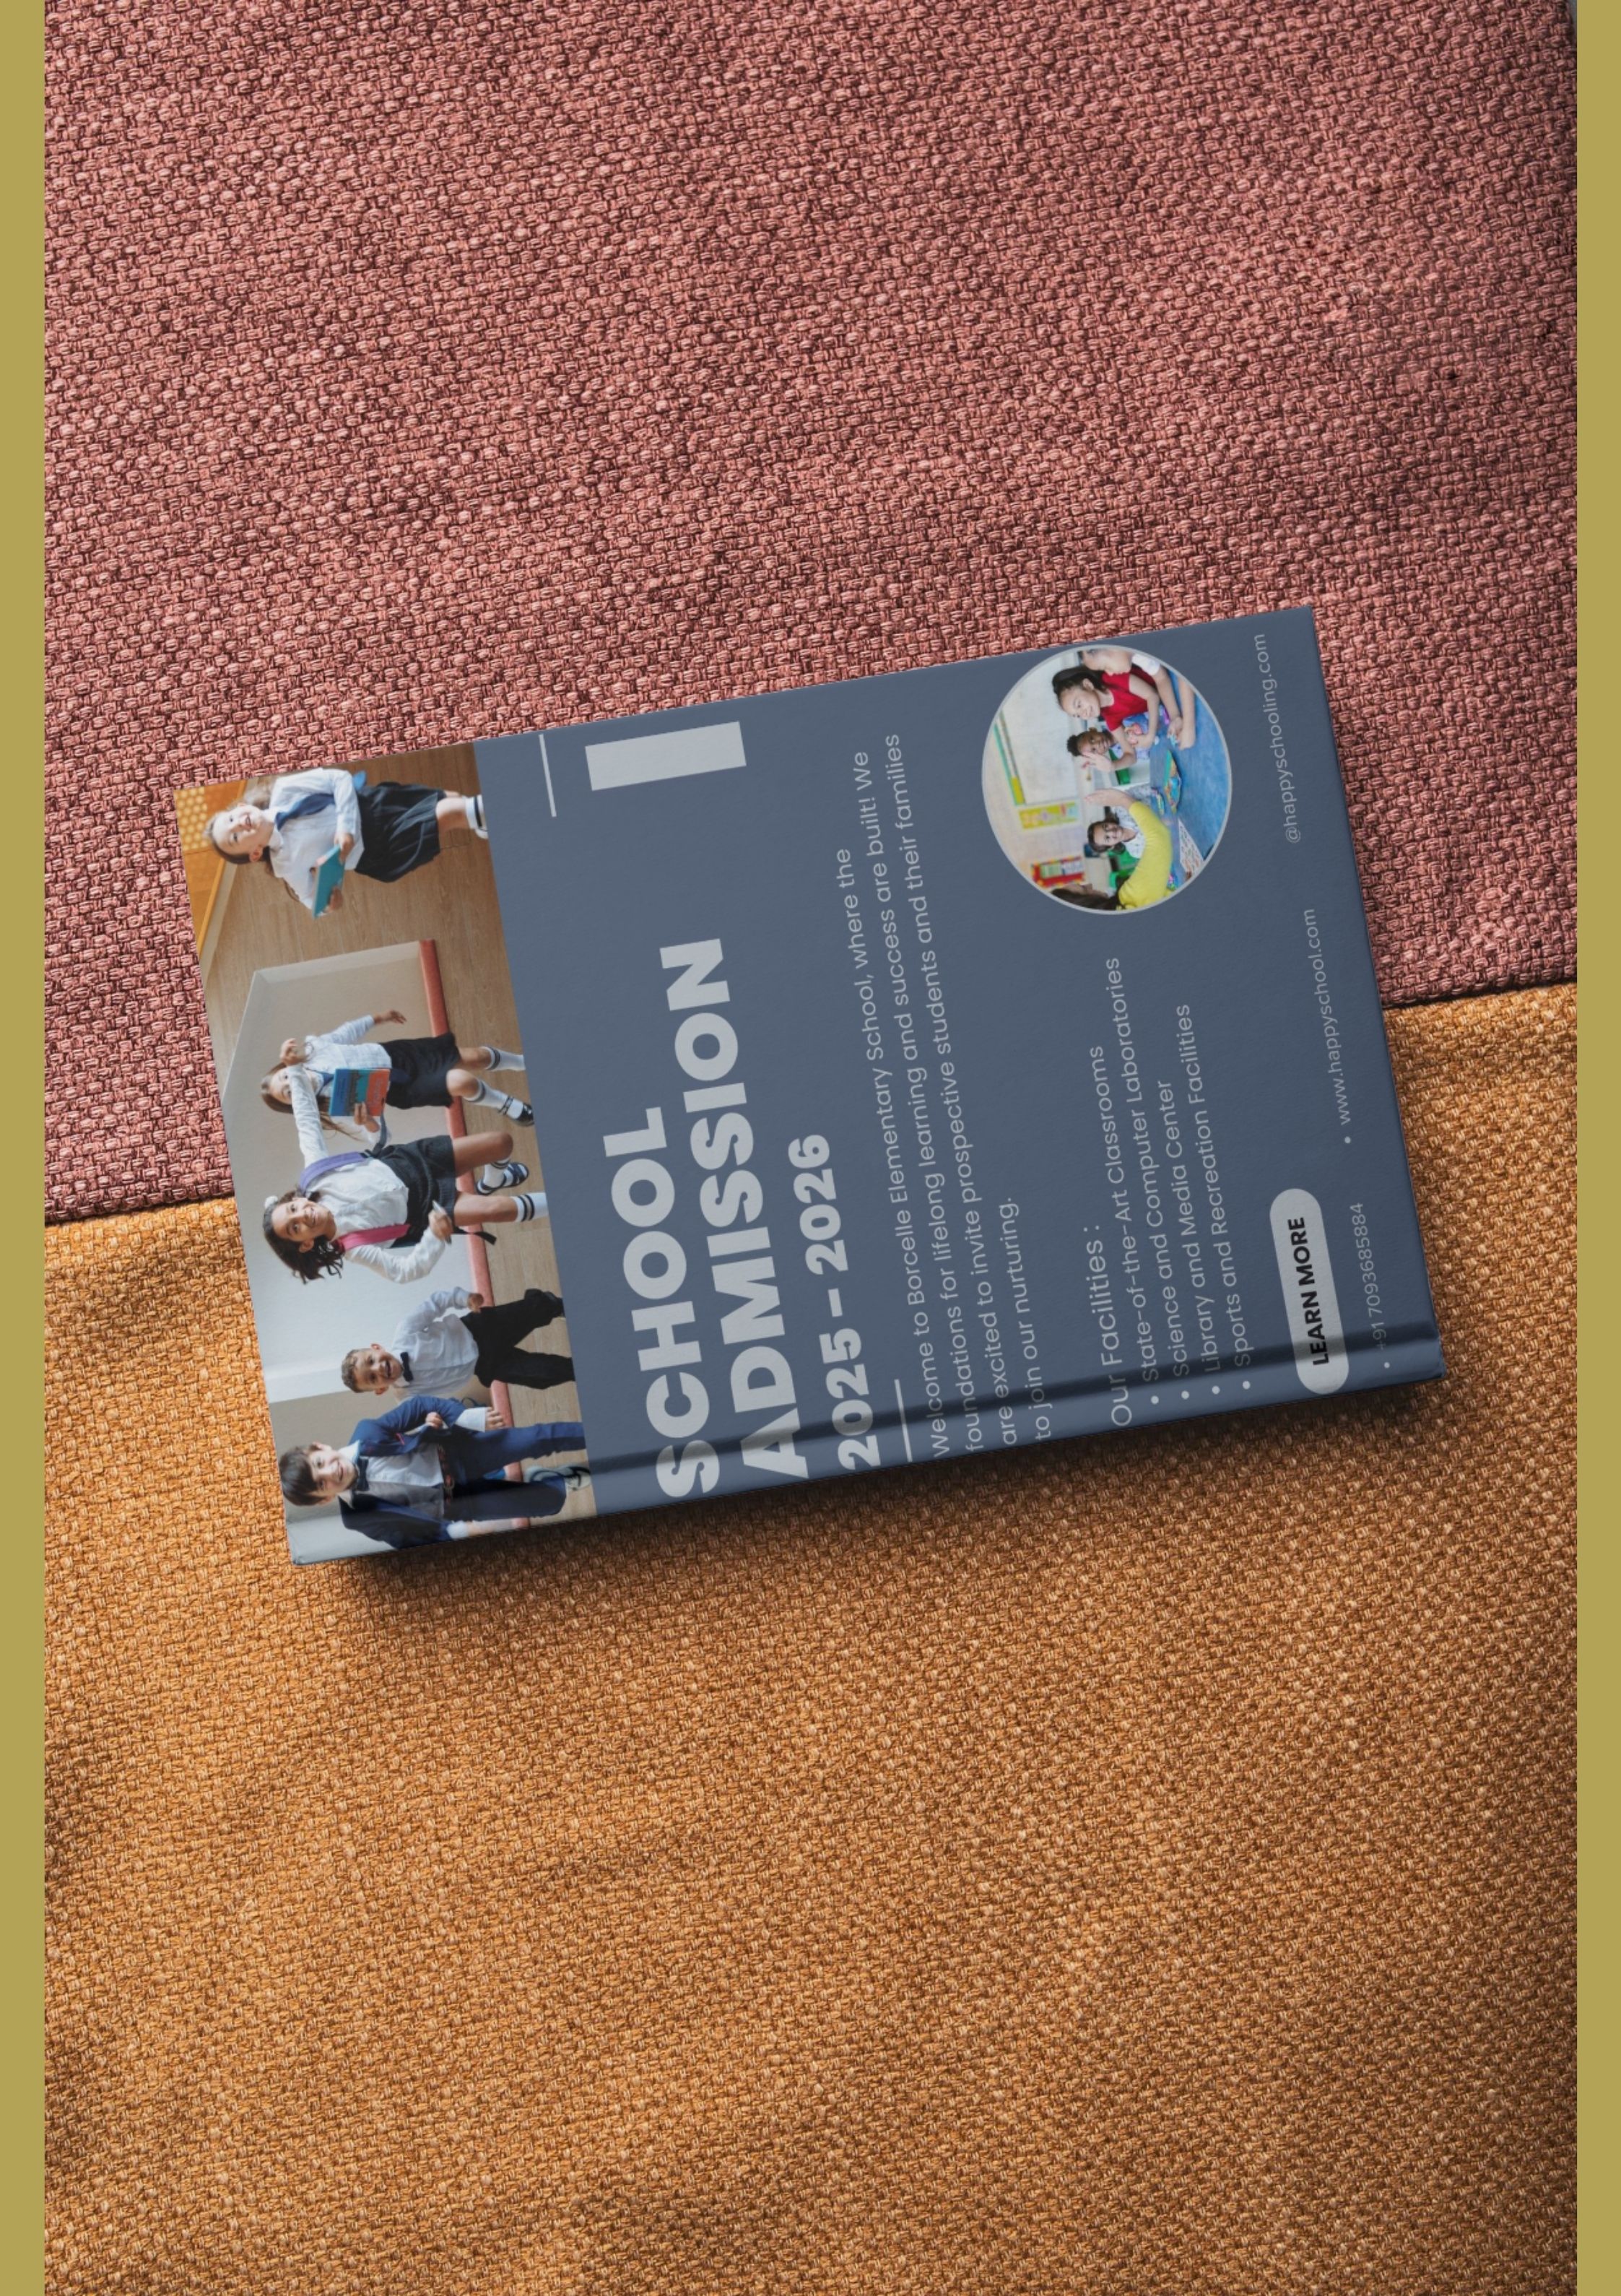 SCHOOL
ADMISSION
2025 – 2026
Welcome to Borcelle Elementary School, where the
foundations for lifelong learning and success are built! We
are excited to invite prospective students and their families
to join our nurturing.
Our Facilities :
• State-of-the-Art Classrooms
• Science and Computer Laboratories
• Library and Media Center
• Sports and Recreation Facilities
LEARN MORE
• +91 7093685884
• www.happyschool.com
@happyschooling.com